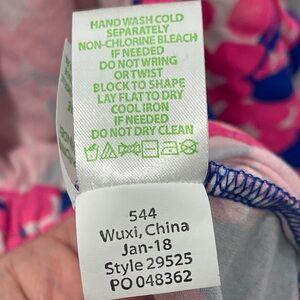 HAND WASH COLD
SEPARATELY
NON-CHLORINE BLEACH
IF NEEDED
DO NOT WRING
OR TWIST
BLOCK TO SHAPE
LAY FLAT TO DRY
COOL IRON
IF NEEDED
DO NOT DRY CLEAN
544
Wuxi, China
Jan-18
Style 29525
PO 048362